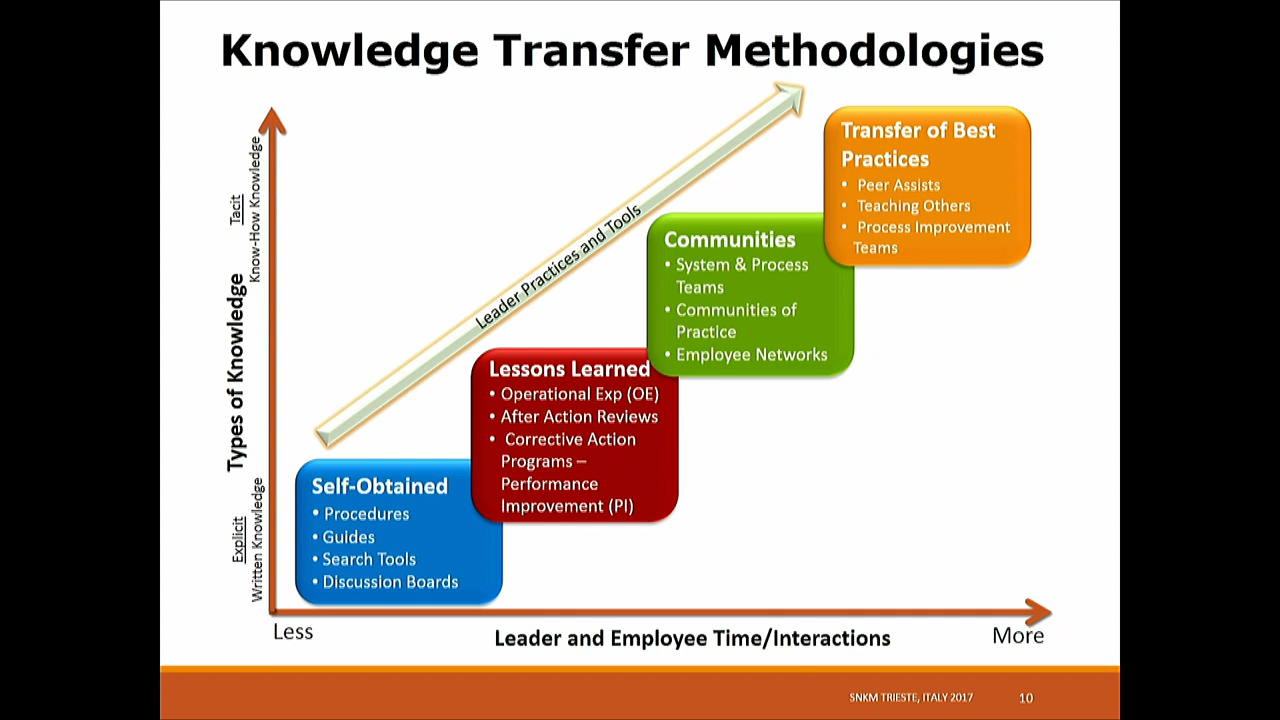 Knowledge Transfer Methodologies
Types of Knowledge
Tacit
Know-How Knowledge
Explicit
Written Knowledge
Leader Practices and Tools
Transfer of Best
Practices
• Peer Assists
• Teaching Others
• Process Improvement
Teams
Communities
• System & Process
Teams
• Communities of
Practice
• Employee Networks
Lessons Learned
• Operational Exp (OE)
• After Action Reviews
• Corrective Action
Programs –
Performance
Improvement (PI)
Self-Obtained
• Procedures
• Guides
• Search Tools
• Discussion Boards
Less
Leader and Employee Time/Interactions
More
SNKM TRIESTE, ITALY 2017
10